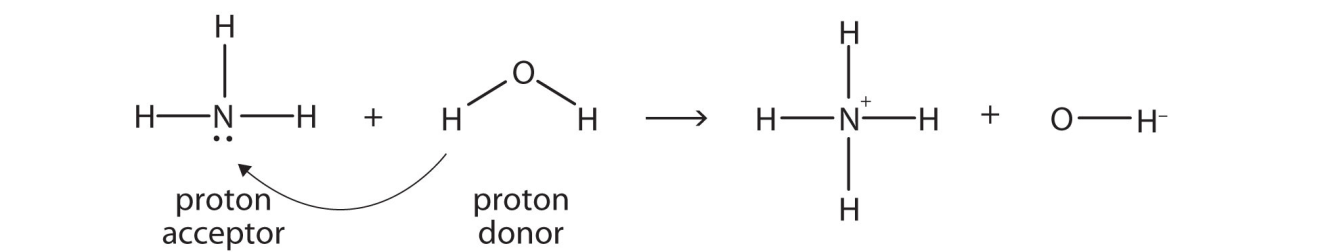 H H
H N H + H O H → H N⁺ H + O H⁻
H
proton proton
acceptor donor